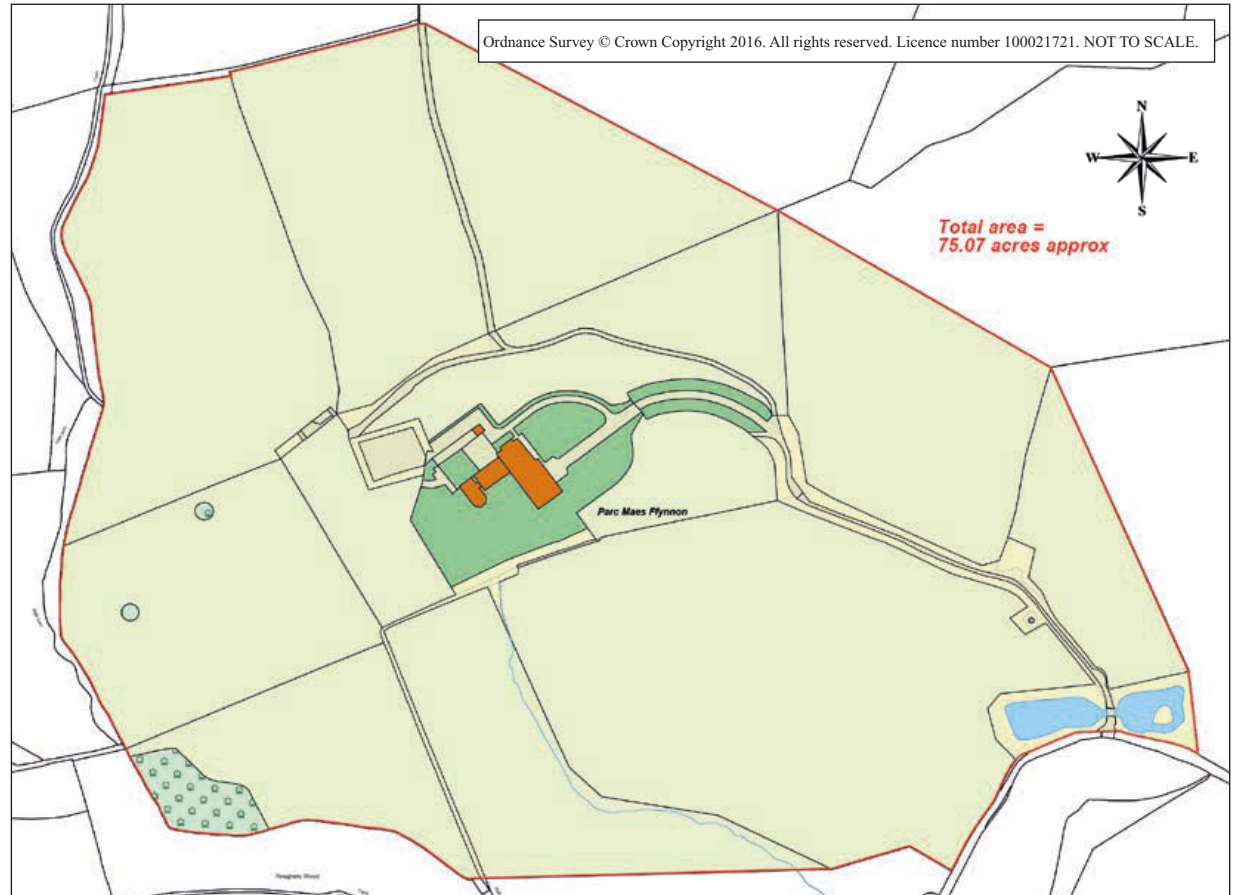 Ordnance Survey © Crown Copyright 2016. All rights reserved. Licence number 100021721. NOT TO SCALE.
N
W E
S
Total area =
75.07 acres approx
Parc Maes Ffynnon